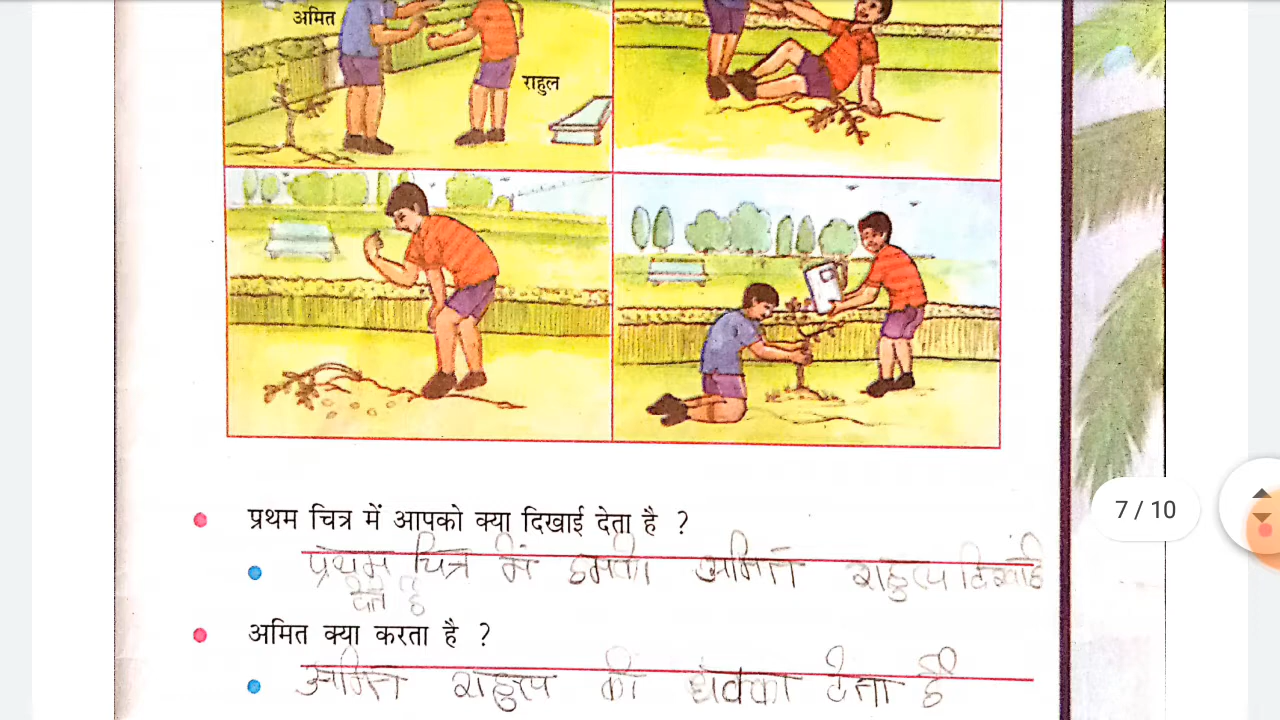 अमित
राहुल
प्रथम चित्र में आपको क्या दिखाई देता है ?
प्रथम चित्र में हमको अमित राहुल दिखाई
देते है
7 / 10
अमित क्या करता है ?
अमित राहुल को धक्का देता है